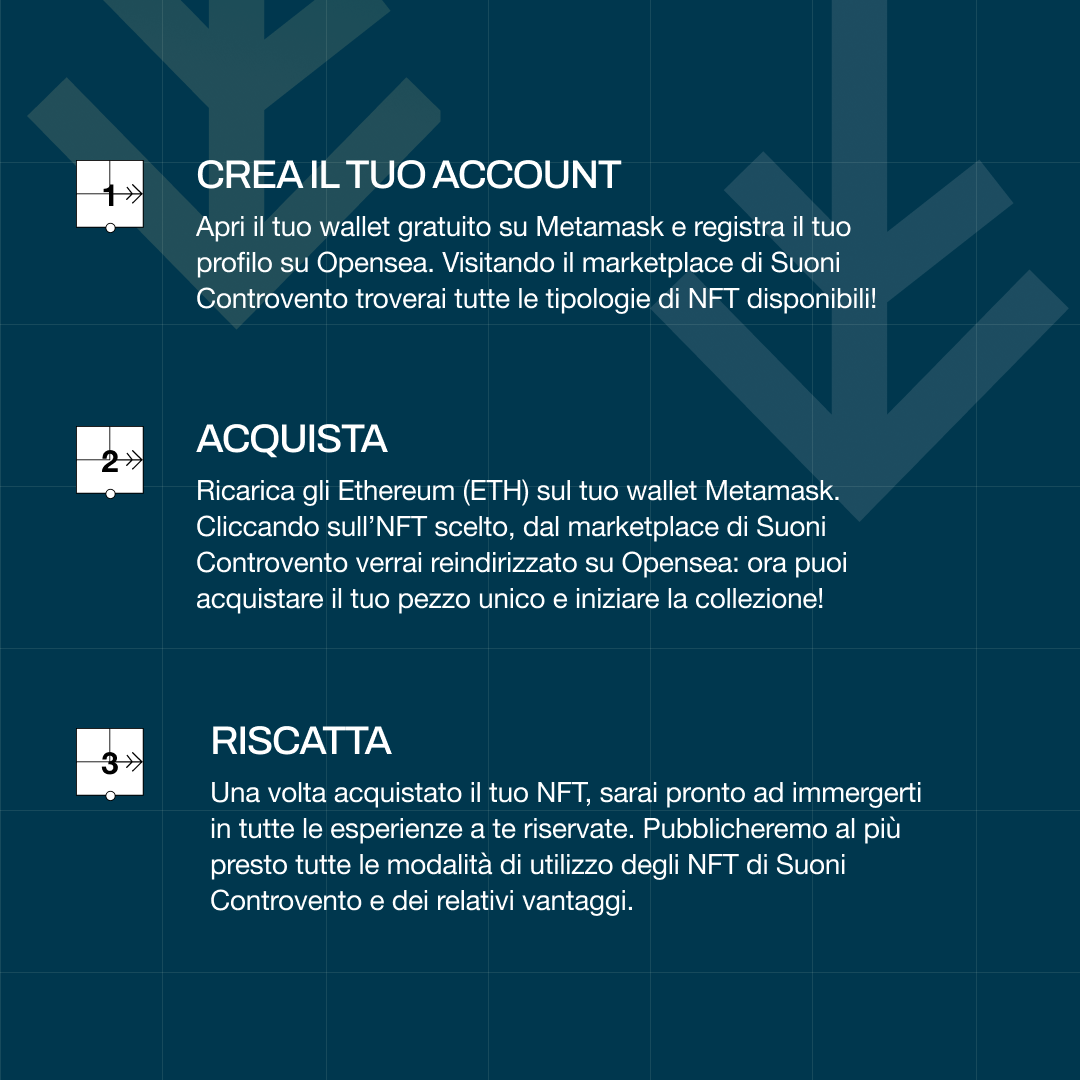 1
CREA IL TUO ACCOUNT
Apri il tuo wallet gratuito su Metamask e registra il tuo
profilo su Opensea. Visitando il marketplace di Suoni
Controvento troverai tutte le tipologie di NFT disponibili!
2
ACQUISTA
Ricarica gli Ethereum (ETH) sul tuo wallet Metamask.
Cliccando sull’NFT scelto, dal marketplace di Suoni
Controvento verrai reindirizzato su Opensea: ora puoi
acquistare il tuo pezzo unico e iniziare la collezione!
3
RISCATTA
Una volta acquistato il tuo NFT, sarai pronto ad immergerti
in tutte le esperienze a te riservate. Pubblicheremo al più
presto tutte le modalità di utilizzo degli NFT di Suoni
Controvento e dei relativi vantaggi.